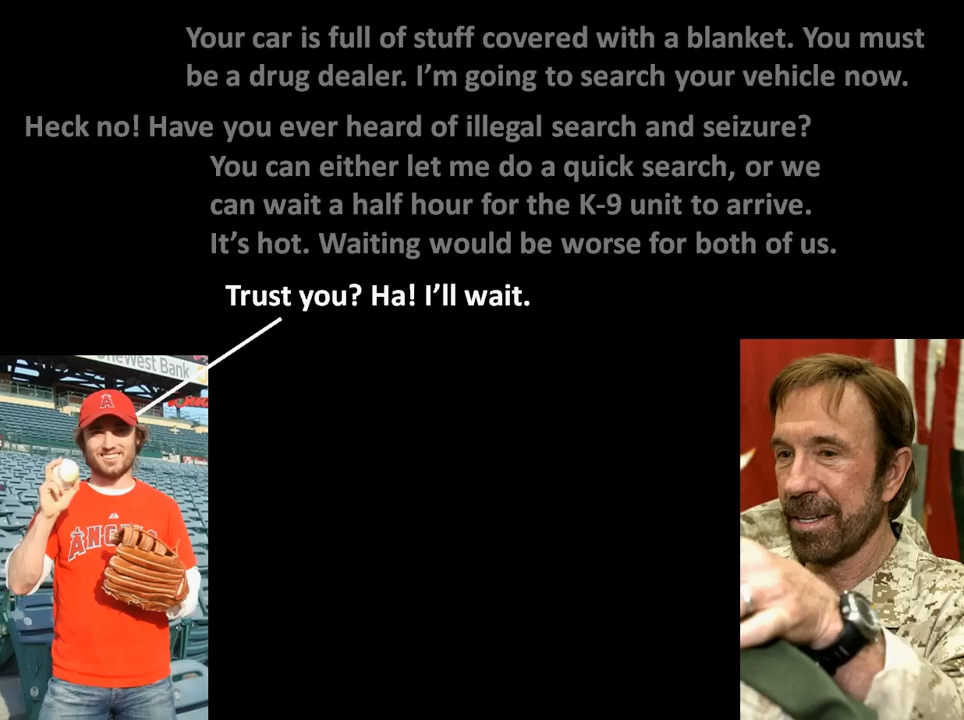 Your car is full of stuff covered with a blanket. You must
be a drug dealer. I’m going to search your vehicle now.
Heck no! Have you ever heard of illegal search and seizure?
You can either let me do a quick search, or we
can wait a half hour for the K-9 unit to arrive.
It’s hot. Waiting would be worse for both of us.
Trust you? Ha! I’ll wait.
West Bank
A
ANGE